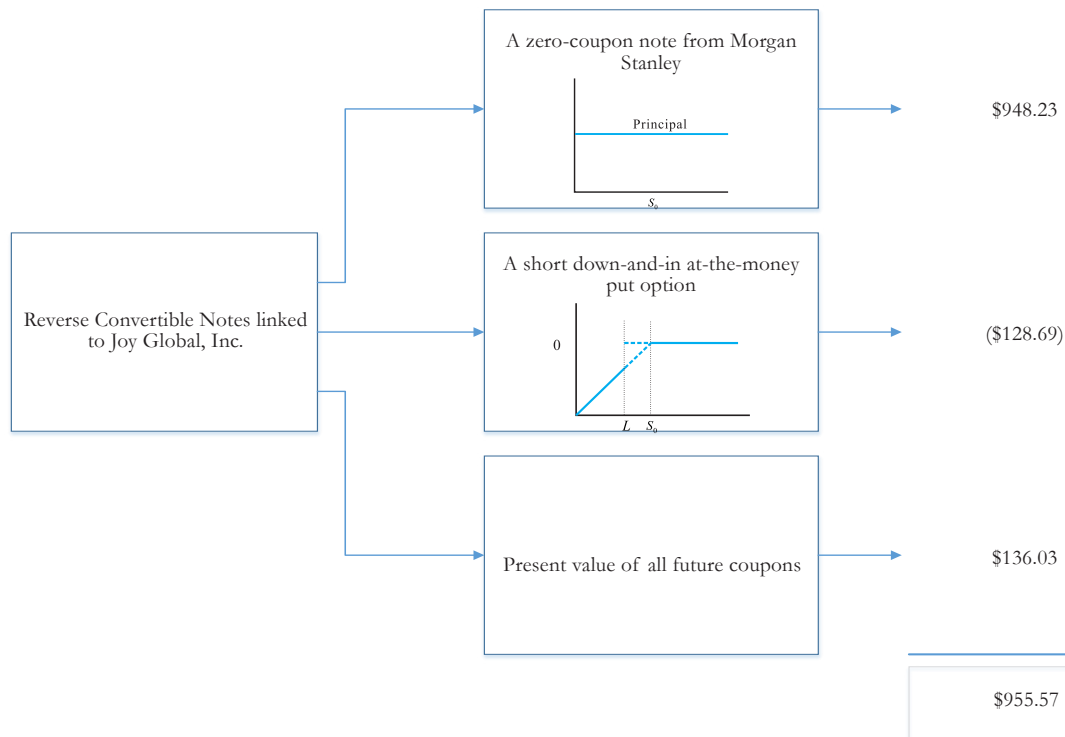 A zero-coupon note from Morgan
Stanley
Principal
S₀
$948.23
Reverse Convertible Notes linked
to Joy Global, Inc.
A short down-and-in at-the-money
put option
0
L S₀
($128.69)
Present value of all future coupons
$136.03
$955.57